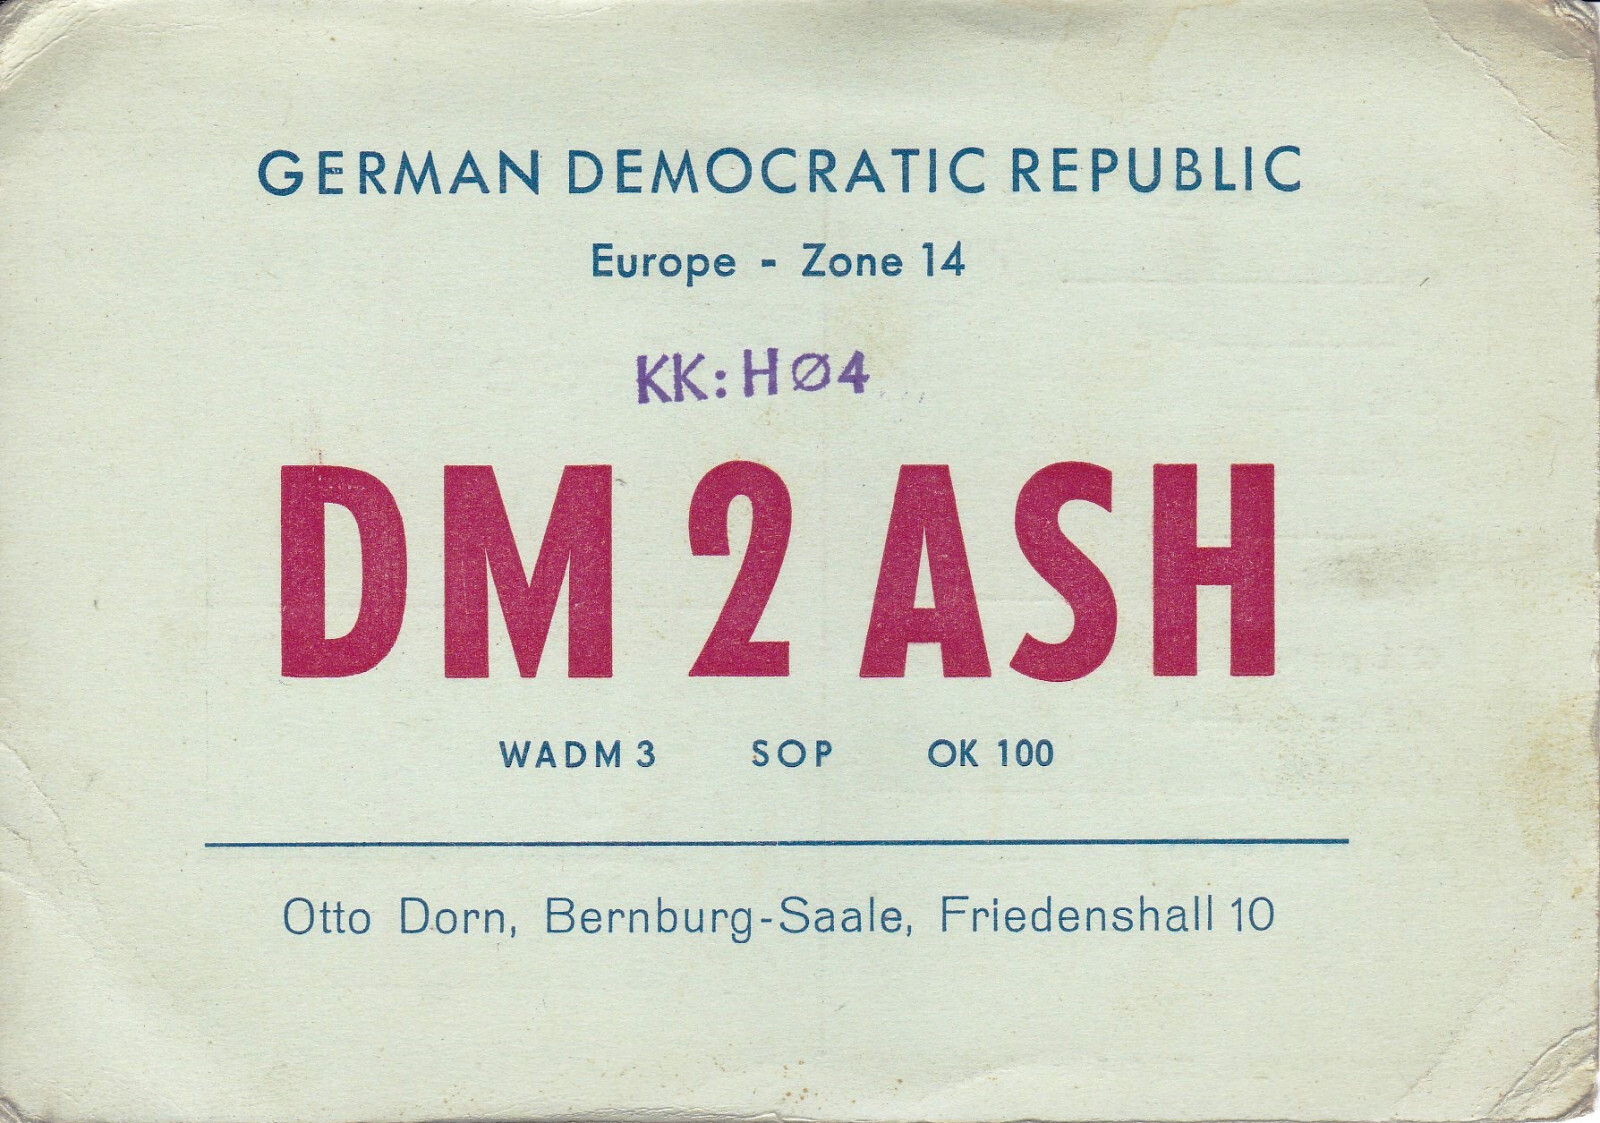 GERMAN DEMOCRATIC REPUBLIC
Europe - Zone 14
KK: HØ4
DM 2 ASH
WADM 3 SOP OK 100
Otto Dorn, Bernburg-Saale, Friedenshall 10